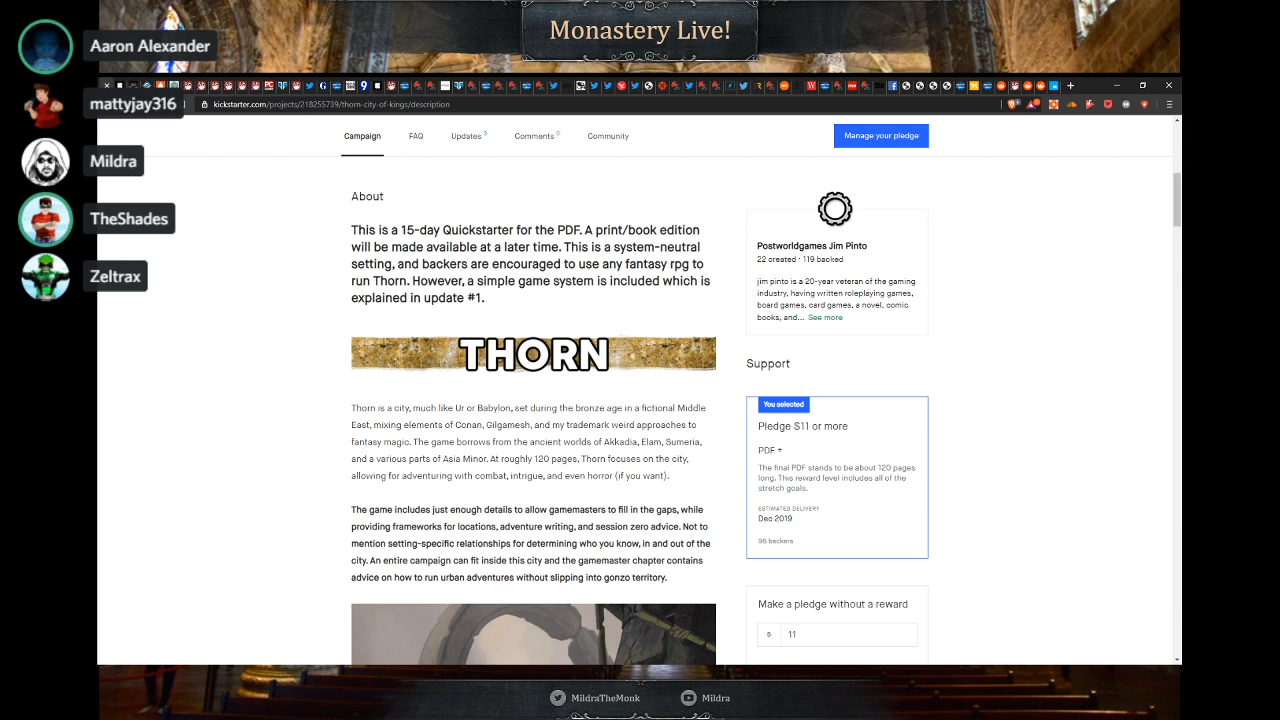 Monastery Live!
Aaron Alexander
mattyjay316
Mildra
TheShades
Zeltrax
kickstarter.com/projects/218255739/thorn-city-of-kings/description
Campaign FAQ Updates 3 Comments Community
Manage your pledge
About
This is a 15-day Quickstarter for the PDF. A print/book edition
will be made available at a later time. This is a system-neutral
setting, and backers are encouraged to use any fantasy rpg to
run Thorn. However, a simple game system is included which is
explained in update #1.
THORN
Thorn is a city, much like Ur or Babylon, set during the bronze age in a fictional Middle
East, mixing elements of Conan, Gilgamesh, and my trademark weird approaches to
fantasy magic. The game borrows from the ancient worlds of Akkadia, Elam, Sumeria,
and a various parts of Asia Minor. At roughly 120 pages, Thorn focuses on the city,
allowing for adventuring with combat, intrigue, and even horror (if you want).
The game includes just enough details to allow gamemasters to fill in the gaps, while
providing frameworks for locations, adventure writing, and session zero advice. Not to
mention setting-specific relationships for determining who you know, in and out of the
city. An entire campaign can fit inside this city and the gamemaster chapter contains
advice on how to run urban adventures without slipping into gonzo territory.
Postworldgames Jim Pinto
22 created · 119 backed
jim pinto is a 20-year veteran of the gaming
industry, having written roleplaying games,
board games, card games, a novel, comic
books, and... See more
Support
You selected
Pledge $11 or more
PDF +
The final PDF stands to be about 120 pages
long. This reward level includes all of the
stretch goals.
ESTIMATED DELIVERY
Dec 2019
96 backers
Make a pledge without a reward
$ 11
MildraTheMonk
Mildra